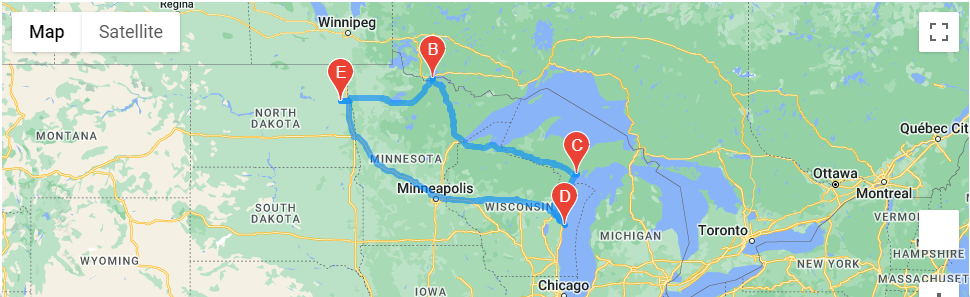 Regina
Map
Satellite
Winnipeg
B
E
NORTH
DAKOTA
MONTANA
Québec Cit
C
MINNESOTA
Ottawa
Minneapolis
Montreal
D
WISCONSIN
SOUTH
DAKOTA
VERMO
Toronto
MICHIGAN
NEW YORK
HAMPSHIRE
WYOMING
MASSACHUSET
Chicago
IOWA